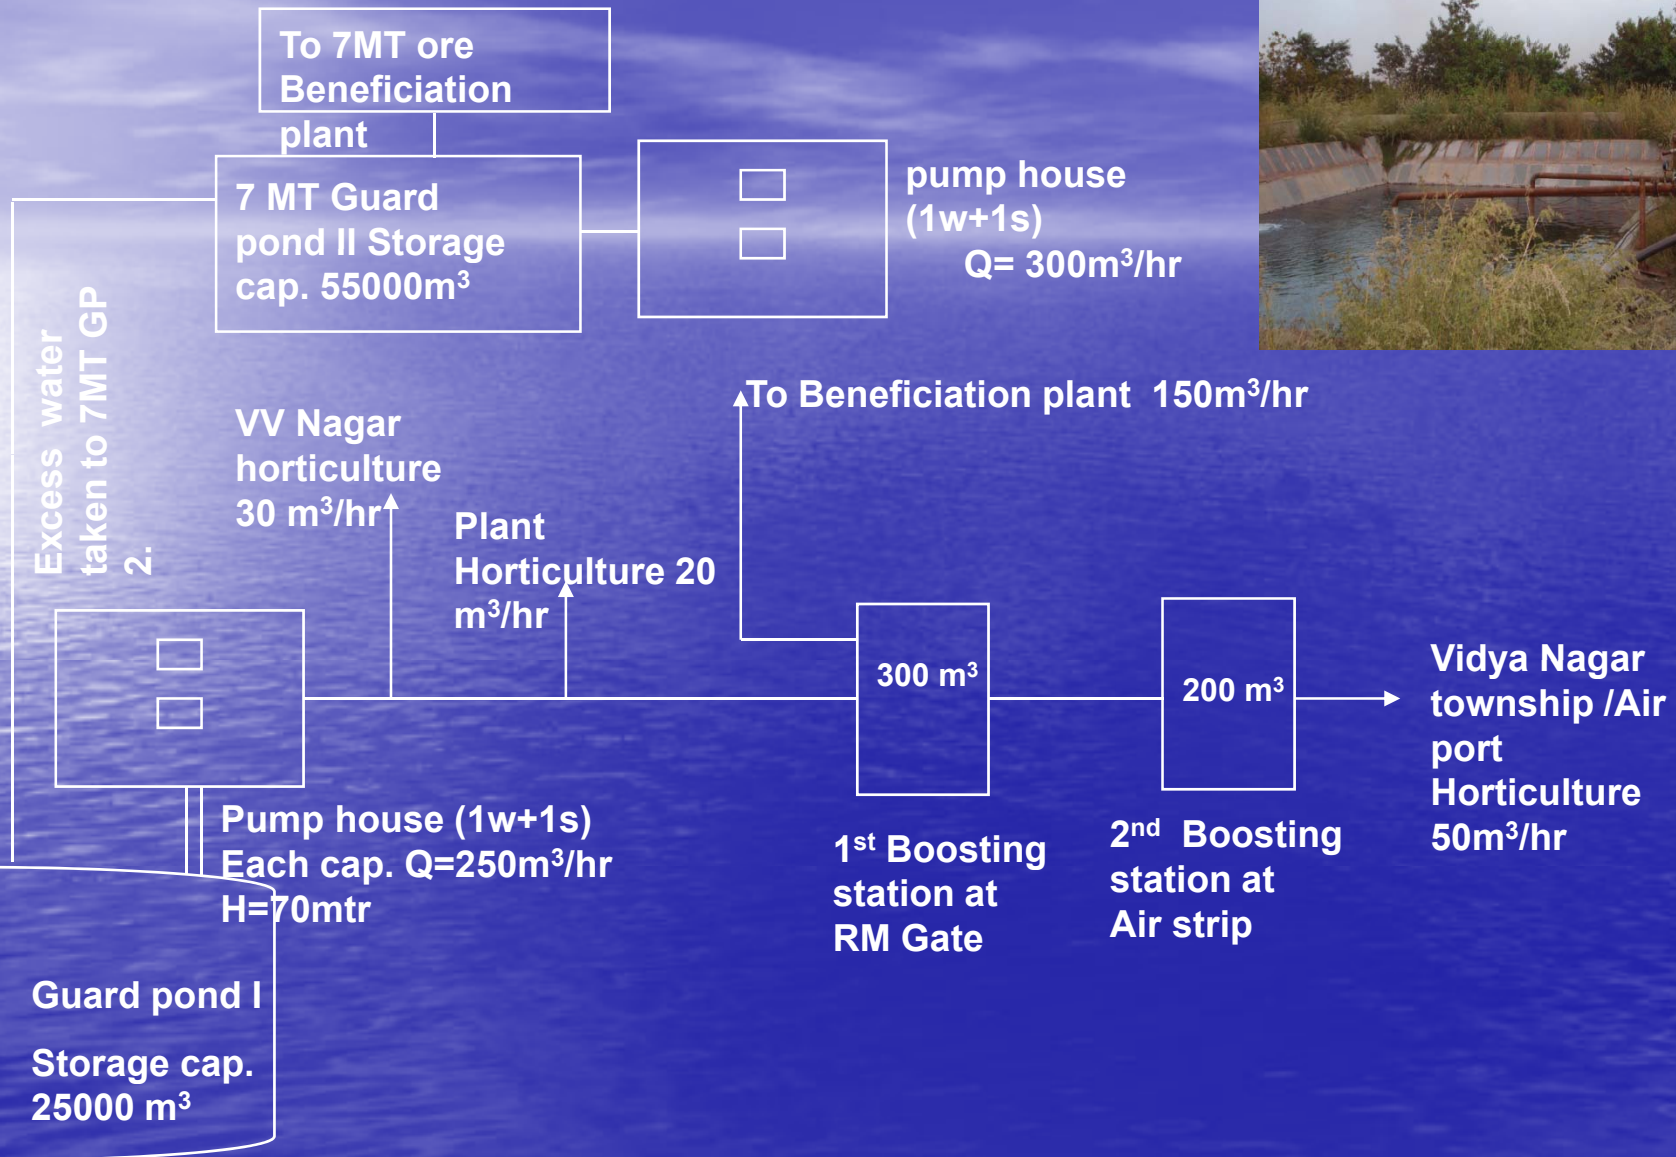 To 7MT ore
Beneficiation
plant
7 MT Guard
pond II Storage
cap. 55000m³
pump house
(1w+1s)
Q= 300m³/hr
Excess water
taken to 7MT GP
2.
To Beneficiation plant 150m³/hr
VV Nagar
horticulture
30 m³/hr
Plant
Horticulture 20
m³/hr
300 m³
200 m³
Vidya Nagar
township /Air
port
Horticulture
50m³/hr
Pump house (1w+1s)
Each cap. Q=250m³/hr
H=70mtr
1st Boosting
station at
RM Gate
2nd Boosting
station at
Air strip
Guard pond I
Storage cap.
25000 m³